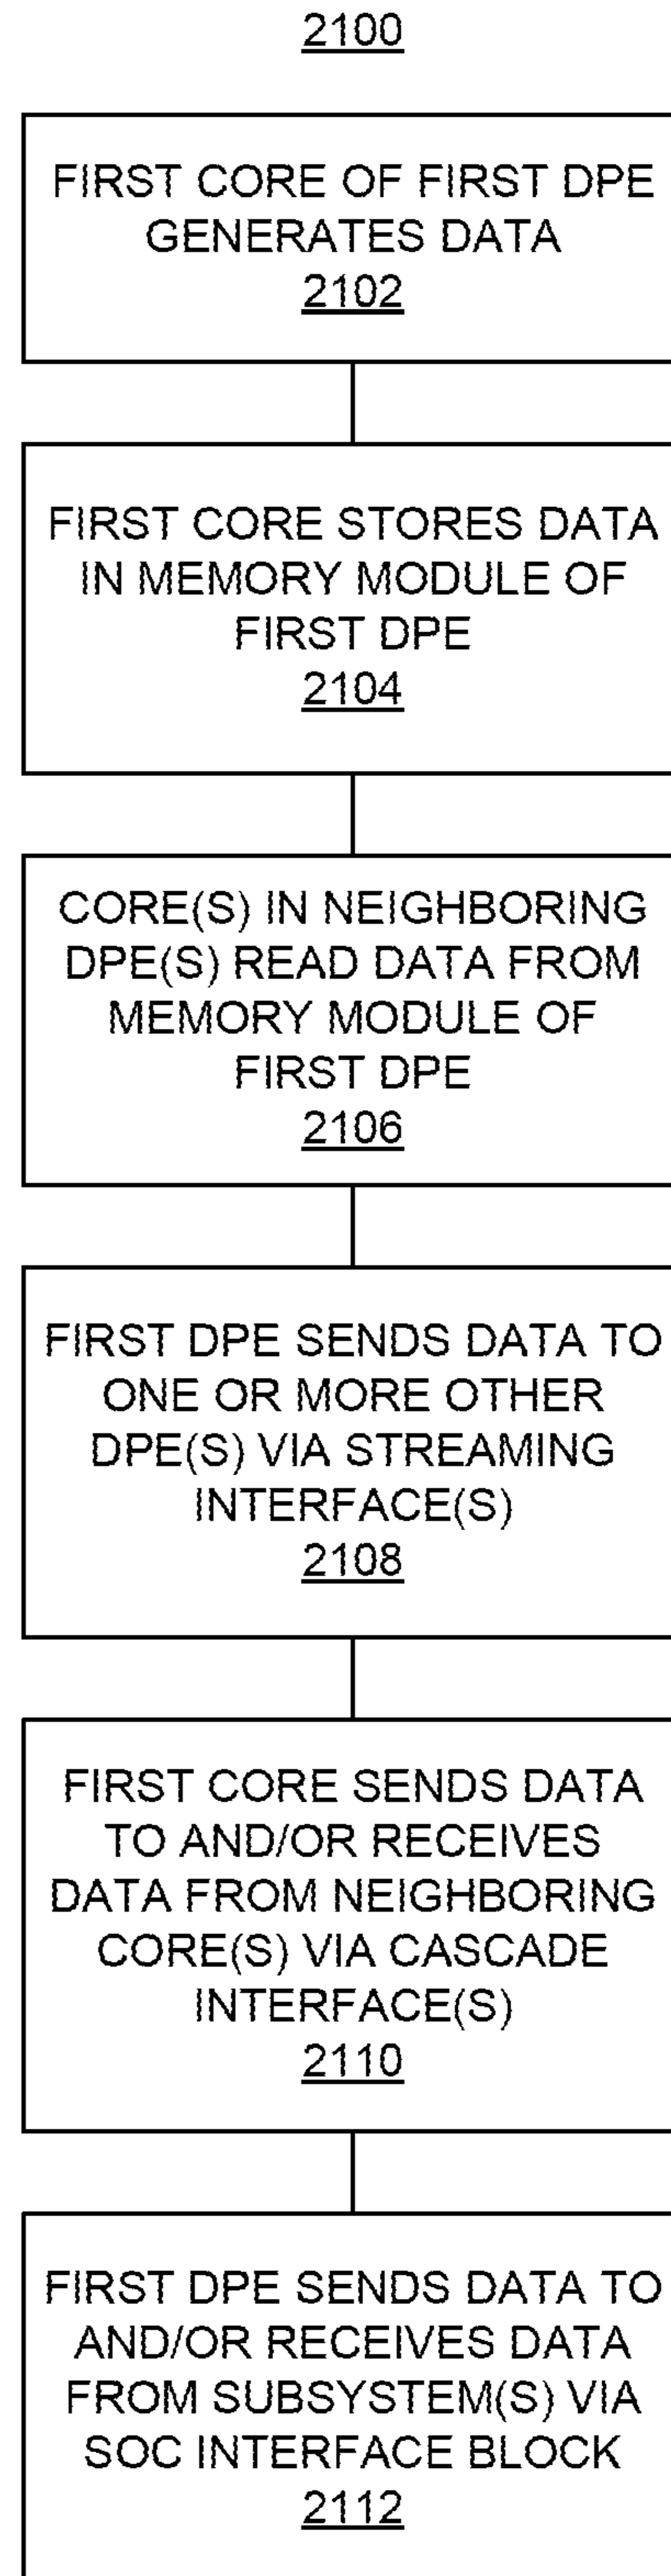 2100
FIRST CORE OF FIRST DPE
GENERATES DATA
2102
FIRST CORE STORES DATA
IN MEMORY MODULE OF
FIRST DPE
2104
CORE(S) IN NEIGHBORING
DPE(S) READ DATA FROM
MEMORY MODULE OF
FIRST DPE
2106
FIRST DPE SENDS DATA TO
ONE OR MORE OTHER
DPE(S) VIA STREAMING
INTERFACE(S)
2108
FIRST CORE SENDS DATA
TO AND/OR RECEIVES
DATA FROM NEIGHBORING
CORE(S) VIA CASCADE
INTERFACE(S)
2110
FIRST DPE SENDS DATA TO
AND/OR RECEIVES DATA
FROM SUBSYSTEM(S) VIA
SOC INTERFACE BLOCK
2112